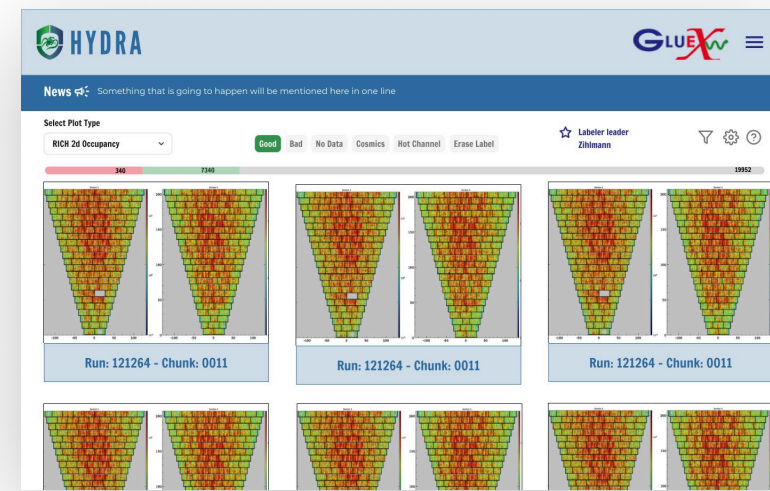 HYDRA
GLUEX
News Something that is going to happen will be mentioned here in one line
Select Plot Type
RICH 2d Occupancy
Good Bad No Data Cosmics Hot Channel Erase Label
Labeler leader
Zihlmann
340 7340 19952
Run: 121264 - Chunk: 0011
Run: 121264 - Chunk: 0011
Run: 121264 - Chunk: 0011